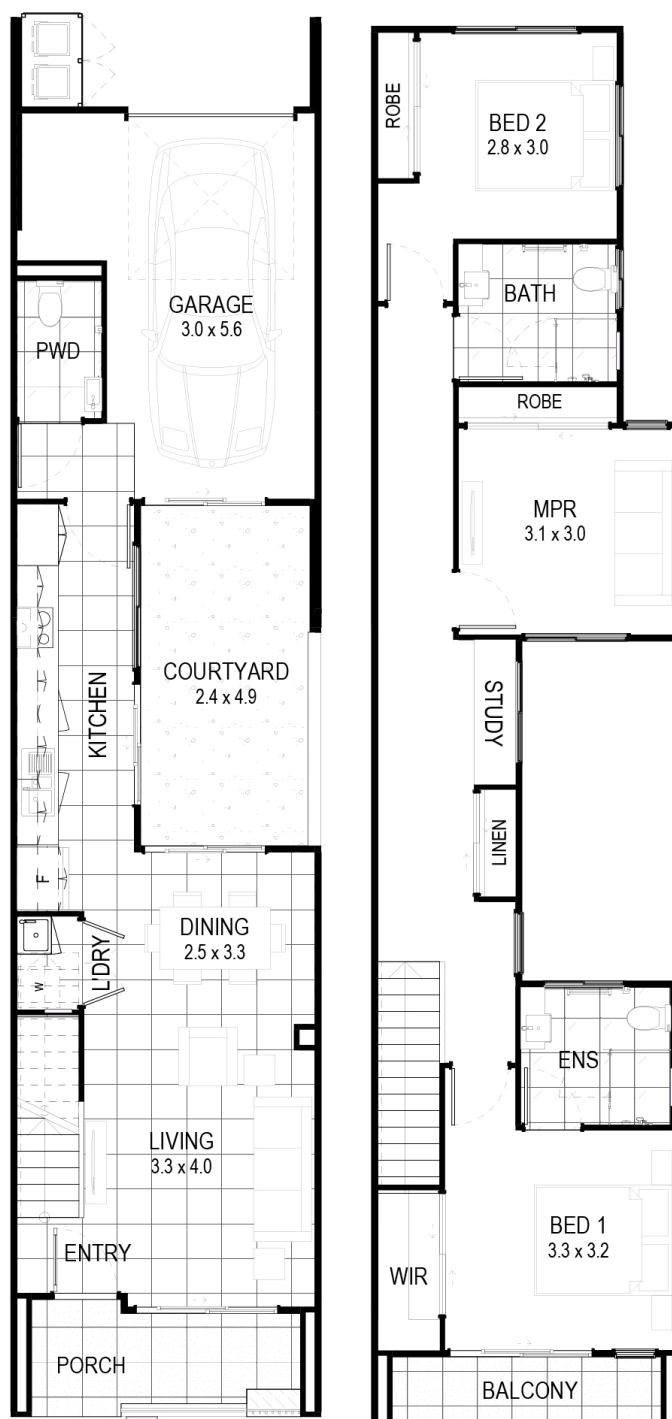 GARAGE
3.0 x 5.6
PWD
COURTYARD
2.4 x 4.9
KITCHEN
F
DINING
2.5 x 3.3
L'DRY
W
LIVING
3.3 x 4.0
ENTRY
PORCH
ROBE
BED 2
2.8 x 3.0
BATH
ROBE
MPR
3.1 x 3.0
STUDY
LINEN
ENS
BED 1
3.3 x 3.2
WIR
BALCONY